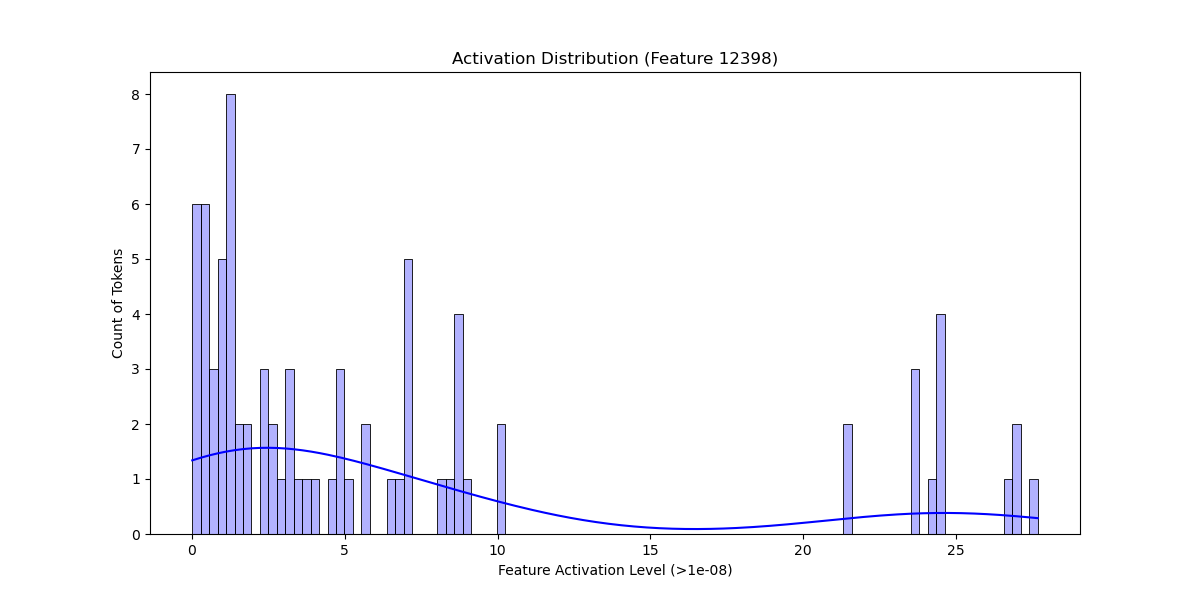 Activation Distribution (Feature 12398)
Count of Tokens
8
7
6
5
4
3
2
1
0
0 5 10 15 20 25
Feature Activation Level (>1e-08)